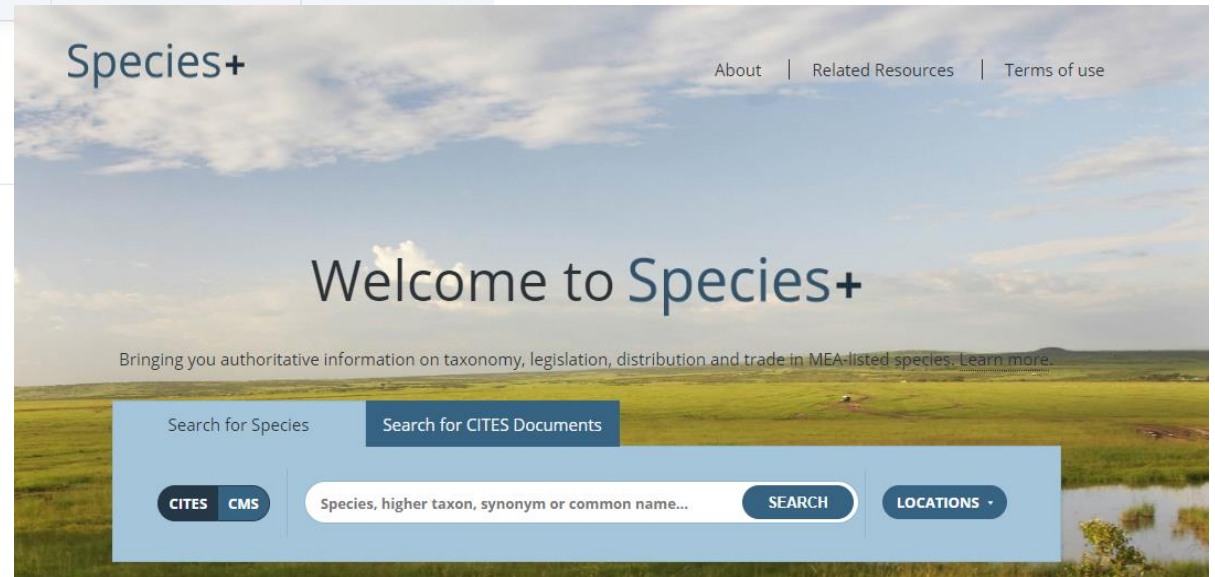 Species+
About | Related Resources | Terms of use
Welcome to Species+
Bringing you authoritative information on taxonomy, legislation, distribution and trade in MEA-listed species. Learn more.
Search for Species
Search for CITES Documents
CITES CMS Species, higher taxon, synonym or common name... SEARCH LOCATIONS